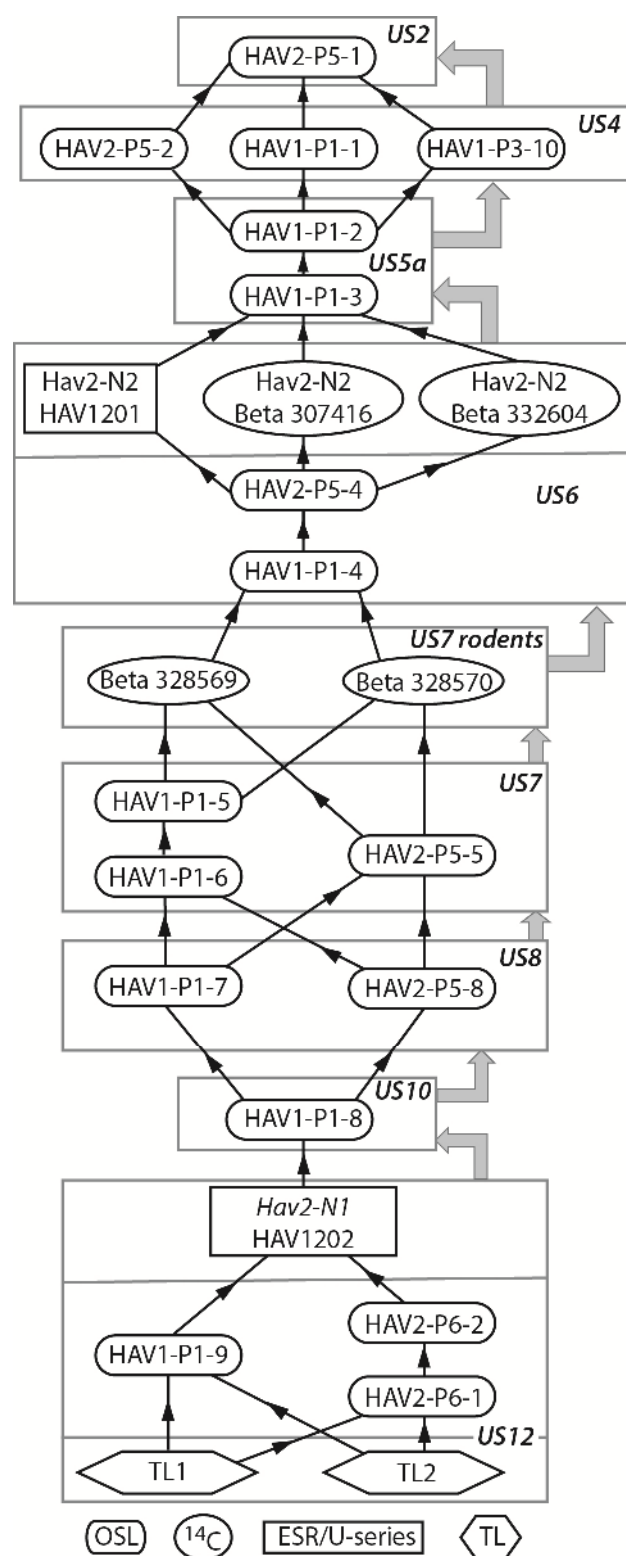 US2
HAV2-P5-1
US4
HAV2-P5-2 HAV1-P1-1 HAV1-P3-10
HAV1-P1-2
US5a
HAV1-P1-3
Hav2-N2 Hav2-N2 Hav2-N2
HAV1201 Beta 307416 Beta 332604
HAV2-P5-4 US6
HAV1-P1-4
US7 rodents
Beta 328569 Beta 328570
US7
HAV1-P1-5
HAV2-P5-5
HAV1-P1-6
US8
HAV1-P1-7 HAV2-P5-8
US10
HAV1-P1-8
Hav2-N1
HAV1202
HAV2-P6-2
HAV1-P1-9
HAV2-P6-1
US12
TL1 TL2
OSL 14C ESR/U-series TL